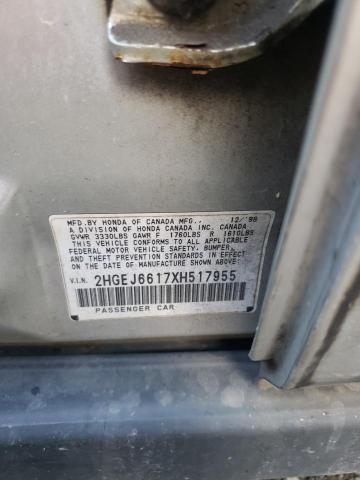 MFD. BY HONDA OF CANADA MFG., 12/'98
A DIVISION OF HONDA CANADA INC. CANADA
GVWR 3330LBS GAWR F 1760LBS R 1610LBS
THIS VEHICLE CONFORMS TO ALL APPLICABLE
FEDERAL MOTOR VEHICLE SAFETY, BUMPER,
AND THEFT PREVENTION STANDARDS IN EFFECT
ON THE DATE OF MANUFACTURE SHOWN ABOVE.
V.I.N. 2HGEJ6617XH517955
PASSENGER CAR